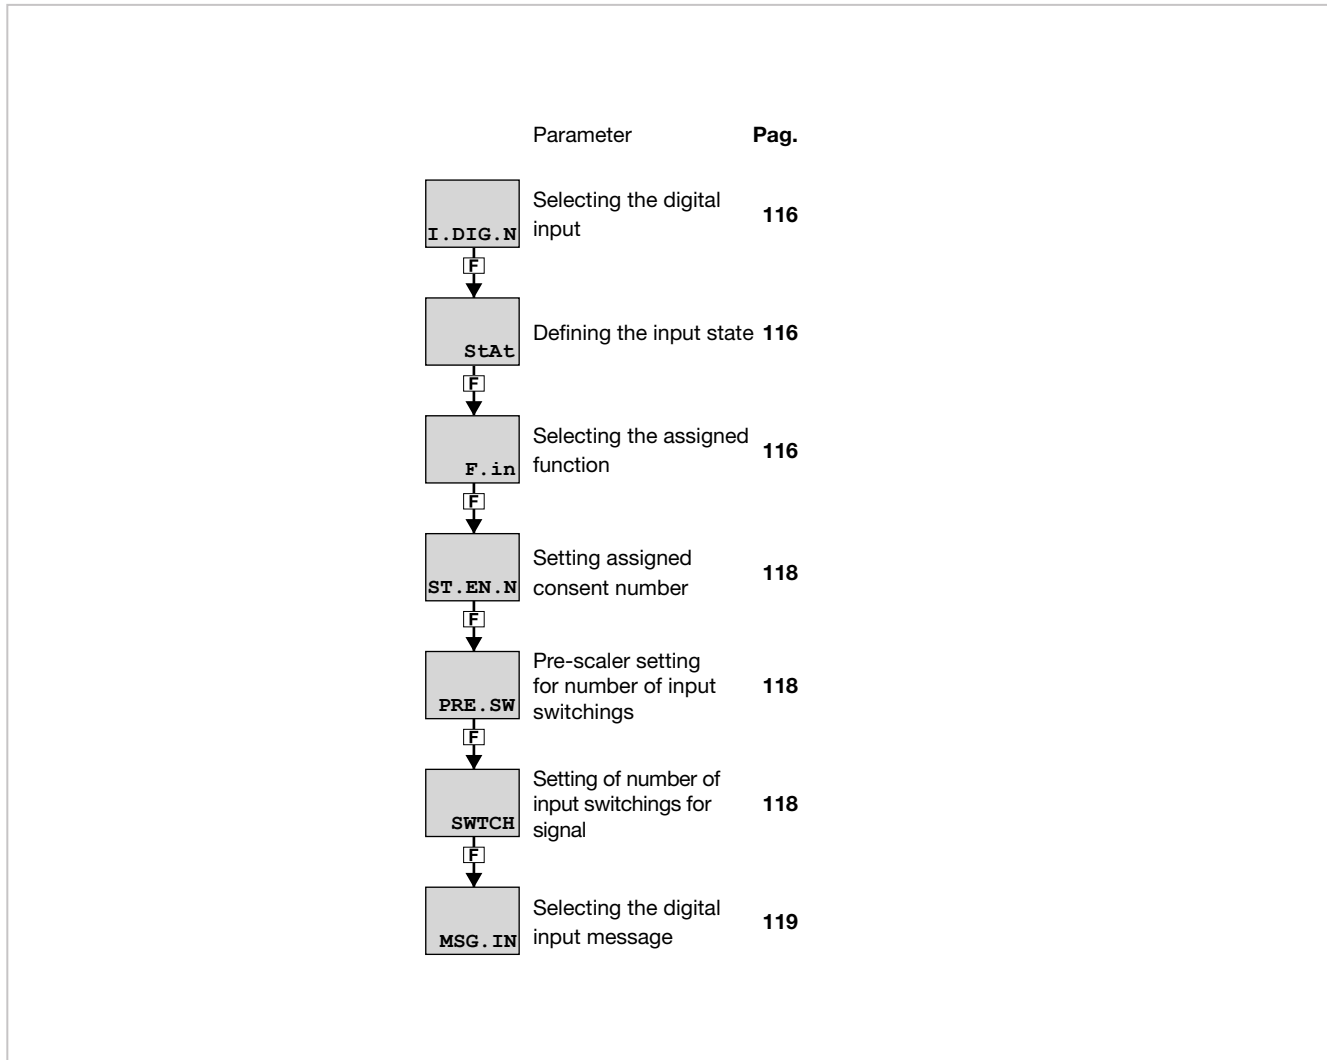 Parameter Pag.
Selecting the digital
input
116
I.DIG.N
F
Defining the input state 116
StAt
F
Selecting the assigned
function
116
F.in
F
Setting assigned
consent number
118
ST.EN.N
F
Pre-scaler setting
for number of input
switchings
118
PRE.SW
F
Setting of number of
input switchings for
signal
118
SWTCH
F
Selecting the digital
input message
119
MSG.IN